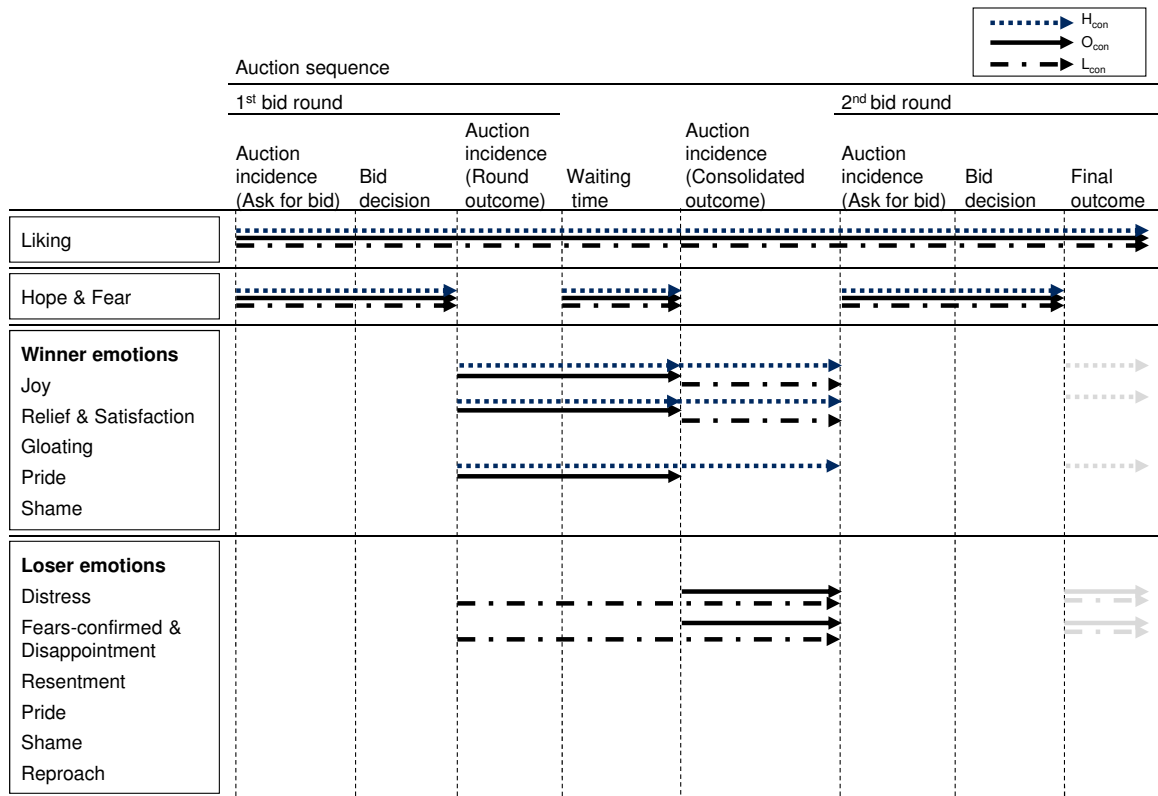 H_con
O_con
L_con
Auction sequence
1st bid round
2nd bid round
Auction
incidence
(Ask for bid)
Bid
decision
Auction
incidence
(Round
outcome)
Waiting
time
Auction
incidence
(Consolidated
outcome)
Auction
incidence
(Ask for bid)
Bid
decision
Final
outcome
Liking
Hope & Fear
Winner emotions
Joy
Relief & Satisfaction
Gloating
Pride
Shame
Loser emotions
Distress
Fears-confirmed &
Disappointment
Resentment
Pride
Shame
Reproach